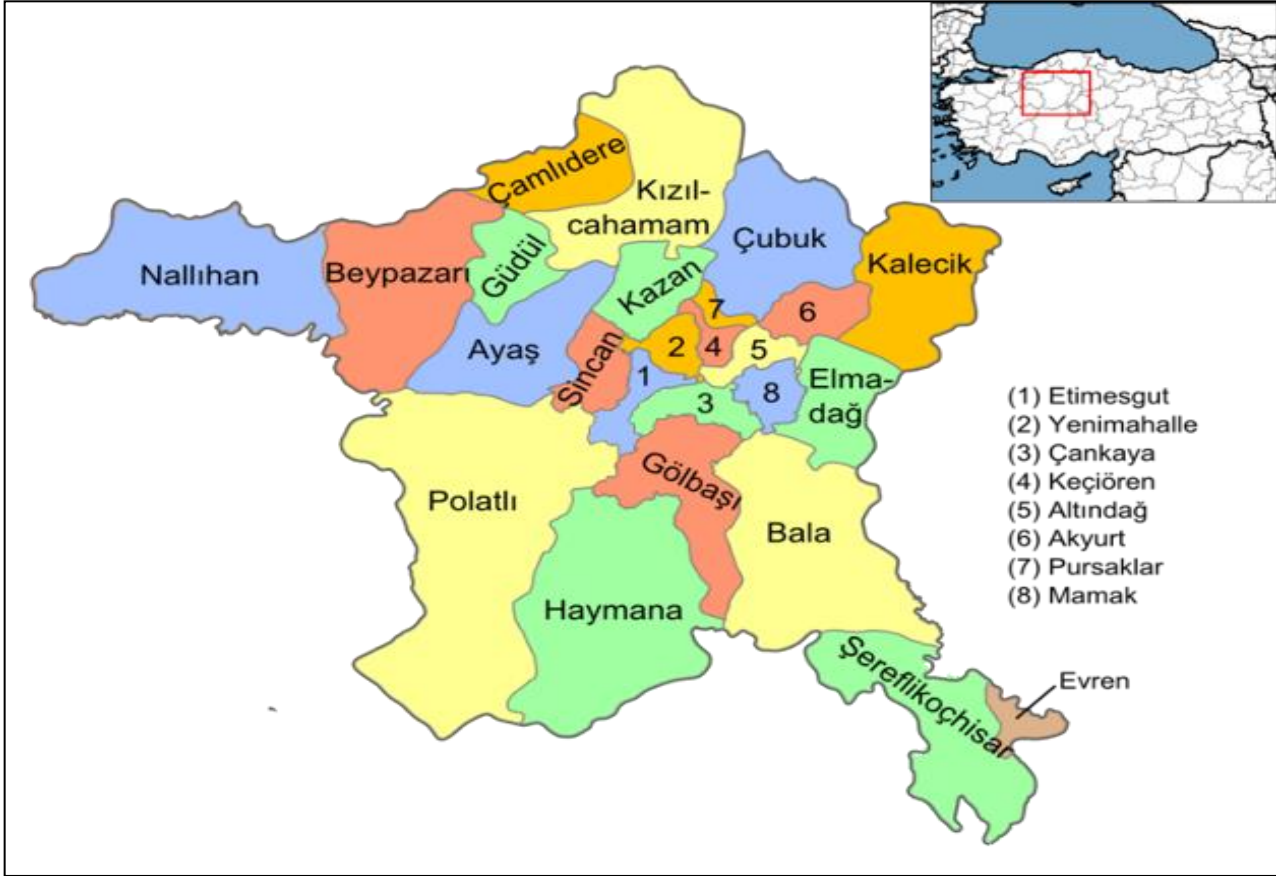 Çamlıdere
Kızıl-
cahamam
Çubuk
Kalecik
Nallıhan
Beypazarı
Güdül
Kazan
7
6
Ayaş
Sincan
2
4
5
1
8
Elma-
dağ
3
Gölbaşı
Polatlı
Bala
Haymana
Şereflikoçhisar
Evren
(1) Etimesgut
(2) Yenimahalle
(3) Çankaya
(4) Keçiören
(5) Altındağ
(6) Akyurt
(7) Pursaklar
(8) Mamak